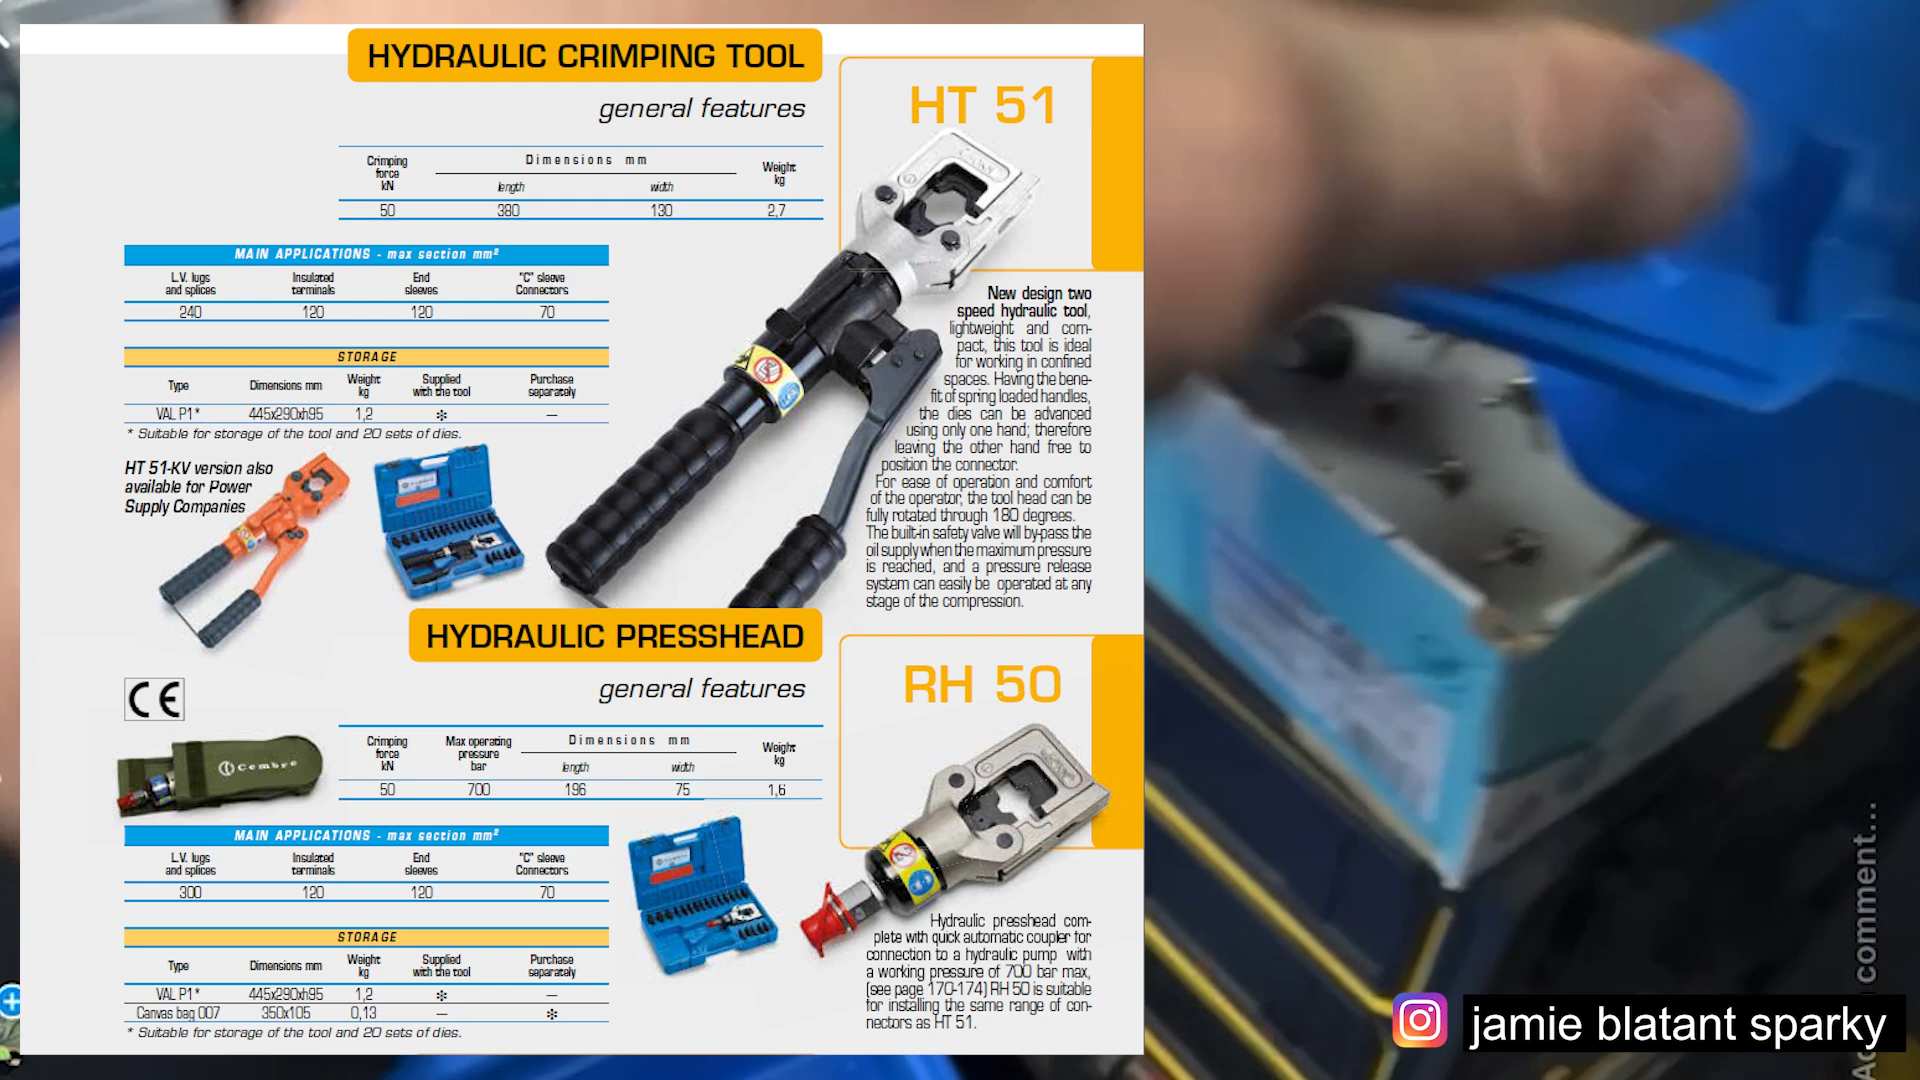 HYDRAULIC CRIMPING TOOL
general features
HT 51
Crimping force kN
Dimensions mm
length
width
Weight kg
50 380 130 2,7
MAIN APPLICATIONS - max section mm²
L.V. lugs and splices
Insulated terminals
End sleeves
"C" sleeve Connectors
240 120 120 70
STORAGE
Type
Dimensions mm
Weight kg
Supplied with the tool
Purchase separately
VAL P1* 445x290xh95 1,2 * —
* Suitable for storage of the tool and 20 sets of dies.
HT 51-KV version also
available for Power
Supply Companies
New design two
speed hydraulic tool,
lightweight and com-
pact, this tool is ideal
for working in confined
spaces. Having the bene-
fit of spring loaded handles,
the dies can be advanced
using only one hand; therefore
leaving the other hand free to
position the connector.
For ease of operation and comfort
of the operator, the tool head can be
fully rotated through 180 degrees.
The built-in safety valve will by-pass the
oil supply when the maximum pressure
is reached, and a pressure release
system can easily be operated at any
stage of the compression.
HYDRAULIC PRESSHEAD
general features
RH 50
CE
Cembre
Crimping force kN
Max operating pressure bar
Dimensions mm
length
width
Weight kg
50 700 196 75 1,6
MAIN APPLICATIONS - max section mm²
L.V. lugs and splices
Insulated terminals
End sleeves
"C" sleeve Connectors
300 120 120 70
STORAGE
Type
Dimensions mm
Weight kg
Supplied with the tool
Purchase separately
VAL P1* 445x290xh95 1,2 * —
Canvas bag 007 350x105 0,13 — *
* Suitable for storage of the tool and 20 sets of dies.
Hydraulic presshead com-
plete with quick automatic coupler for
connection to a hydraulic pump with
a working pressure of 700 bar max,
(see page 170-174) RH 50 is suitable
for installing the same range of con-
nectors as HT 51.
comment...
jamie blatant sparky